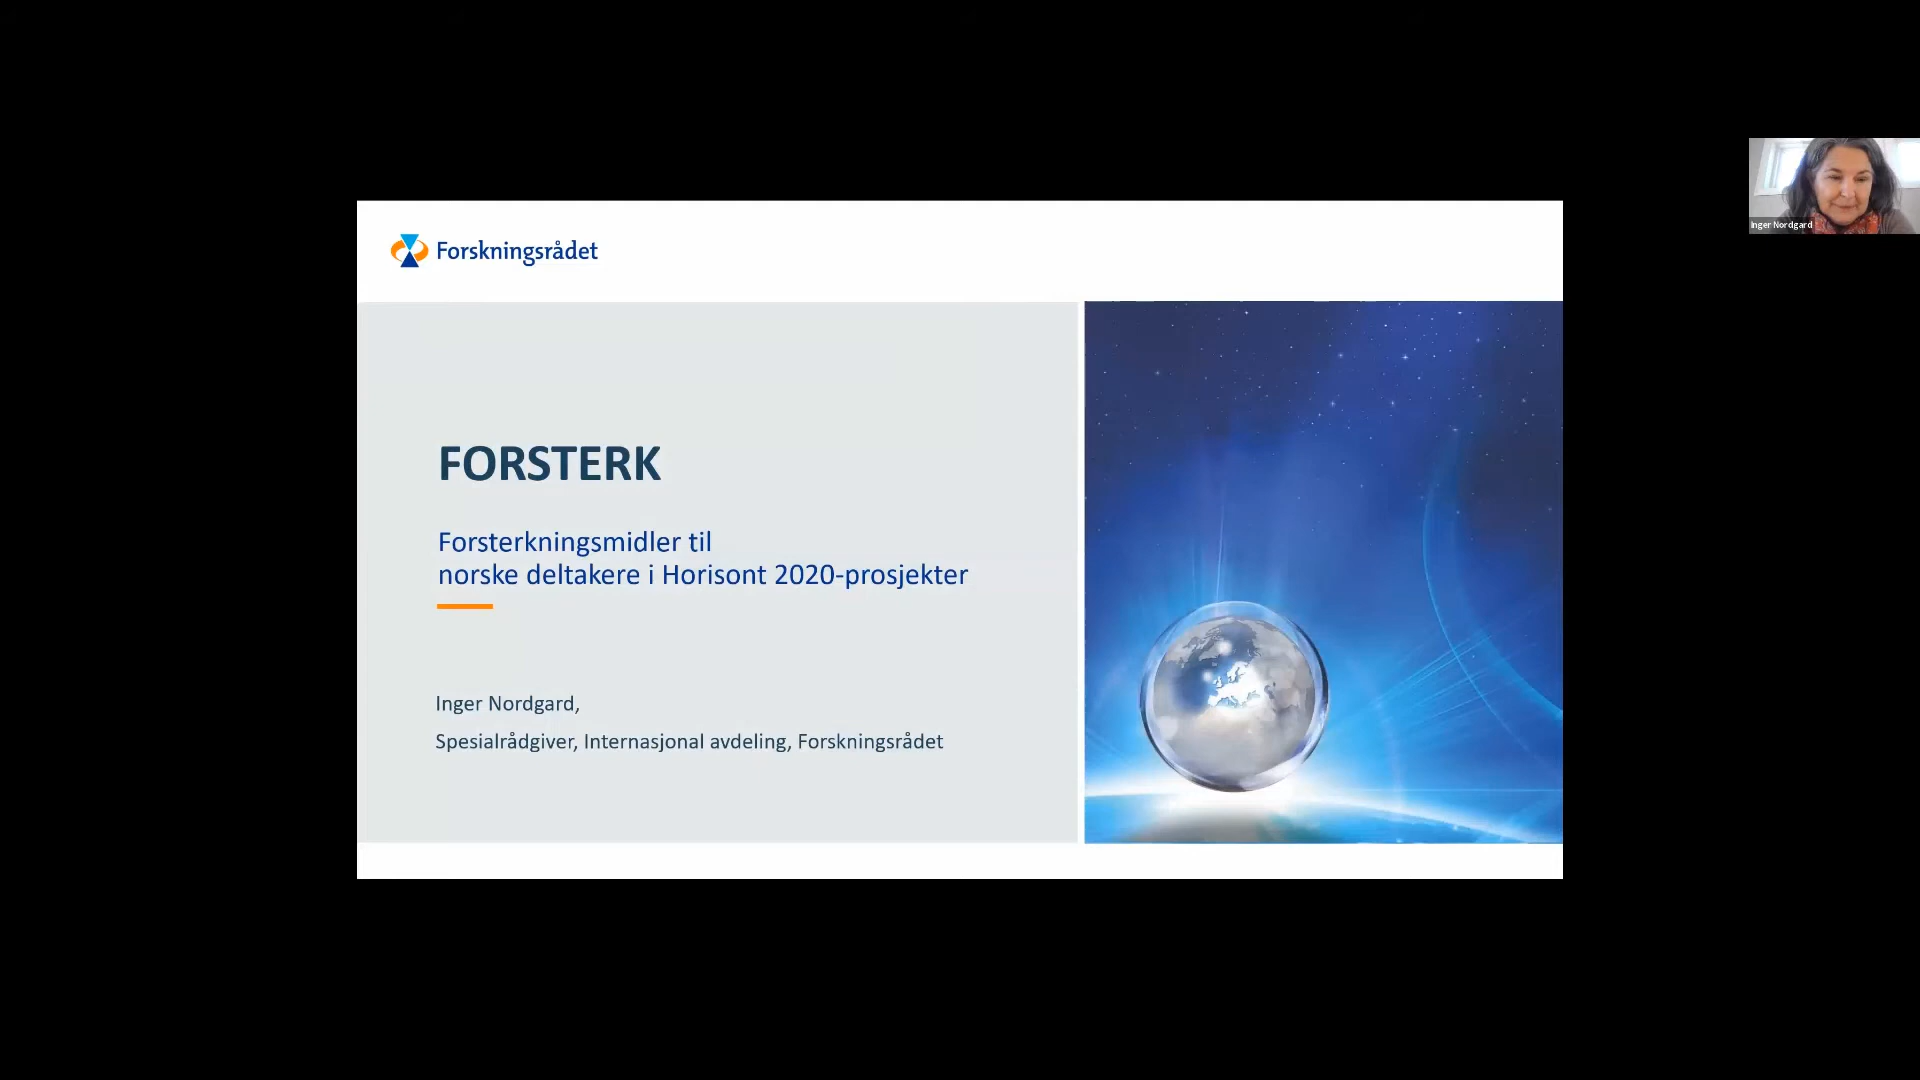 Forskningsrådet
FORSTERK
Forsterkningsmidler til
norske deltakere i Horisont 2020-prosjekter
Inger Nordgard,
Spesialrådgiver, Internasjonal avdeling, Forskningsrådet
Inger Nordgard